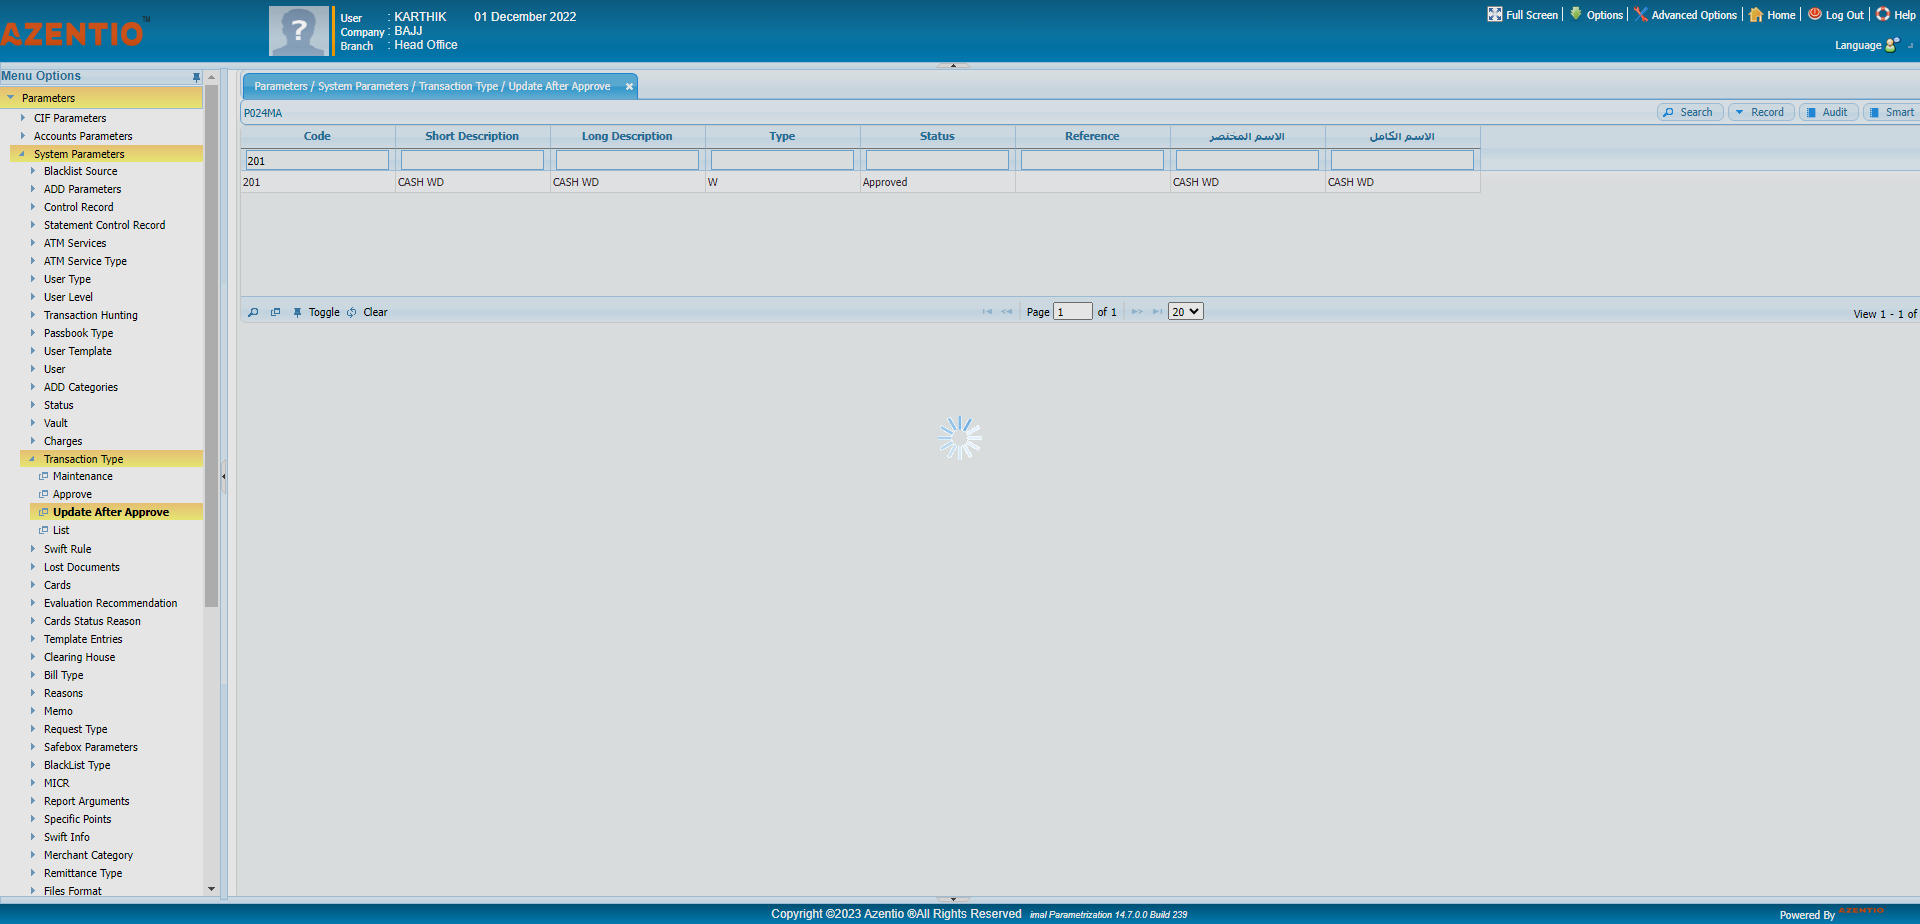 AZENTIO™
User : KARTHIK 01 December 2022
Company : BAJJ
Branch : Head Office
Full Screen | Options | Advanced Options | Home | Log Out | Help
Language
Menu Options
Parameters
CIF Parameters
Accounts Parameters
System Parameters
Blacklist Source
ADD Parameters
Control Record
Statement Control Record
ATM Services
ATM Service Type
User Type
User Level
Transaction Hunting
Passbook Type
User Template
User
ADD Categories
Status
Vault
Charges
Transaction Type
Maintenance
Approve
Update After Approve
List
Swift Rule
Lost Documents
Cards
Evaluation Recommendation
Cards Status Reason
Template Entries
Clearing House
Bill Type
Reasons
Memo
Request Type
Safebox Parameters
BlackList Type
MICR
Report Arguments
Specific Points
Swift Info
Merchant Category
Remittance Type
Files Format
Parameters / System Parameters / Transaction Type / Update After Approve
P024MA
Search Record Audit Smart
Code Short Description Long Description Type Status Reference الاسم المختصر الاسم الكامل
201
201 CASH WD CASH WD W Approved CASH WD CASH WD
Toggle Clear
Page 1 of 1 20
View 1 - 1 of
Copyright ©2023 Azentio ®All Rights Reserved imal Parametrization 14.7.0.0 Build 239
Powered By AZENTIO